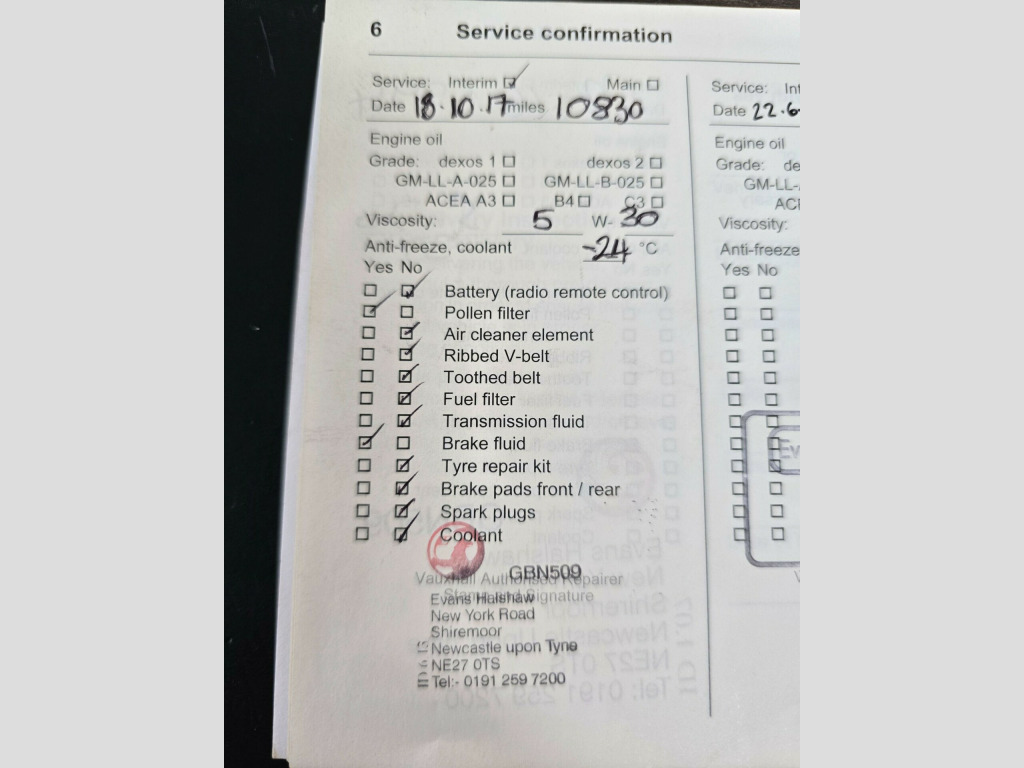 6 Service confirmation
Service: Interim ☑ Main ☐
Date 18.10.17 miles 10830
Engine oil
Grade: dexos 1 ☐ dexos 2 ☐
GM-LL-A-025 ☐ GM-LL-B-025 ☐
ACEA A3 ☐ B4 ☐ C3 ☐
Viscosity: 5 W- 30
Anti-freeze, coolant -24 °C
Yes No
☐ ☑ Battery (radio remote control)
☑ ☐ Pollen filter
☐ ☑ Air cleaner element
☐ ☑ Ribbed V-belt
☐ ☑ Toothed belt
☐ ☑ Fuel filter
☐ ☑ Transmission fluid
☑ ☐ Brake fluid
☐ ☑ Tyre repair kit
☐ ☑ Brake pads front / rear
☐ ☑ Spark plugs
☐ ☑ Coolant
GBN509
Vauxhall Authorised Repairer
Stamp and Signature
Evans Halshaw
New York Road
Shiremoor
Newcastle upon Tyne
NE27 0TS
Tel:- 0191 259 7200
Service:
Date 22.6
Engine oil
Grade:
GM-LL-
Viscosity:
Anti-freeze
Yes No